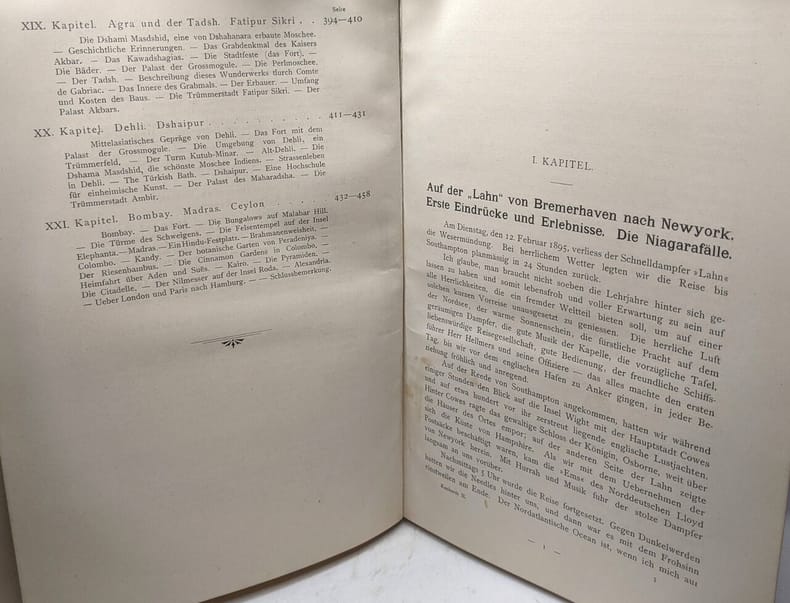 Seite
XIX. Kapitel. Agra und der Tadsh. Fatipur Sikri . . 394—410
Die Dshami Masdshid, eine von Dshahanara erbaute Moschee.
— Geschichtliche Erinnerungen. — Das Grabdenkmal des Kaisers
Akbar. — Das Kawadshagias. — Die Stadtfeste (das Fort). —
Die Bäder. — Der Palast der Grossmogule. — Die Perlmoschee.
— Der Tadsh. — Beschreibung dieses Wunderwerks durch Comte
de Gabriac. — Das Innere des Grabmals. — Der Erbauer. — Umfang
und Kosten des Baus. — Die Trümmerstadt Fatipur Sikri. — Der
Palast Akbars.
XX. Kapitel. Dehli. Dshaipur . . . . . . . . . 411—431
Mittelasiatisches Gepräge von Dehli. — Das Fort mit dem
Palast der Grossmogule. — Die Umgebung von Dehli, ein
Trümmerfeld. — Der Turm Kutub-Minar. — Alt-Dehli. — Die
Dshama Masdshid, die schönste Moschee Indiens. — Strassenleben
in Dehli. — The Türkish Bath. — Dshaipur. — Eine Hochschule
für einheimische Kunst. — Der Palast des Maharadsha. — Die
Trümmerstadt Ambir.
XXI. Kapitel. Bombay. Madras. Ceylon . . . . . 432—458
Bombay. — Das Fort. — Die Bungalows auf Malabar Hill.
— Die Türme des Schweigens. — Die Felsentempel auf der Insel
Elephanta. — Madras. — Ein Hindu-Festplatz. — Brahmanenweisheit. —
Colombo. — Kandy. — Der botanische Garten von Peradeniya. —
Der Riesenbambus. — Die Cinnamon Gardens in Colombo. —
Heimfahrt über Aden und Suês. — Kairo. — Die Pyramiden. —
Die Citadelle. — Der Nilmesser auf der Insel Roda. — Alexandria.
— Ueber London und Paris nach Hamburg. — Schlussbemerkung.
I. KAPITEL.
Auf der „Lahn“ von Bremerhaven nach Newyork.
Erste Eindrücke und Erlebnisse. Die Niagarafälle.
Am Dienstag, den 12. Februar 1895, verliess der Schnelldampfer »Lahn«
die Wesermündung. Bei herrlichem Wetter legten wir die Reise bis
Southampton planmässig in 24 Stunden zurück.
Ich glaube, man braucht nicht soeben die Lehrjahre hinter sich ge-
lassen zu haben und somit lebensfroh und voller Erwartung zu sein auf
alle Herrlichkeiten, die ein fremder Weltteil bieten soll, um auf einer
solchen kurzen Vorreise unausgesetzt zu geniessen. Die herrliche Luft
der Nordsee, der warme Sonnenschein, die fürstliche Pracht auf dem
geräumigen Dampfer, die gute Musik der Kapelle, die vorzügliche Tafel,
liebenswürdige Reisegesellschaft, gute Bedienung, der freundliche Schiffs-
führer Herr Hellmers und seine Offiziere — das alles machte den ersten
Tag, bis wir vor dem englischen Hafen zu Anker gingen, in jeder Be-
ziehung fröhlich und anregend.
Auf der Reede von Southampton angekommen, hatten wir während
einiger Stunden den Blick auf die Insel Wight mit der Hauptstadt Cowes
und auf etwa hundert vor ihr zerstreut liegende englische Lustjachten.
Hinter Cowes ragte das gewaltige Schloss der Königin, Osborne, weit über
die Häuser des Ortes empor; auf der anderen Seite der Lahn zeigte
sich die Küste von Hampshire. Als wir mit dem Uebernehmen der
Postsäcke beschäftigt waren, kam die »Ems« des Norddeutschen Lloyd
von Newyork herein. Mit Hurrah und Musik fuhr der stolze Dampfer
langsam an uns vorüber.
Nachmittags 5 Uhr wurde die Reise fortgesetzt. Gegen Dunkelwerden
hatten wir die Needles hinter uns, und dann war es mit dem Frohsinn
einstweilen am Ende. Der Nordatlantische Ocean ist, wenn ich mich aus
— 1 —
1